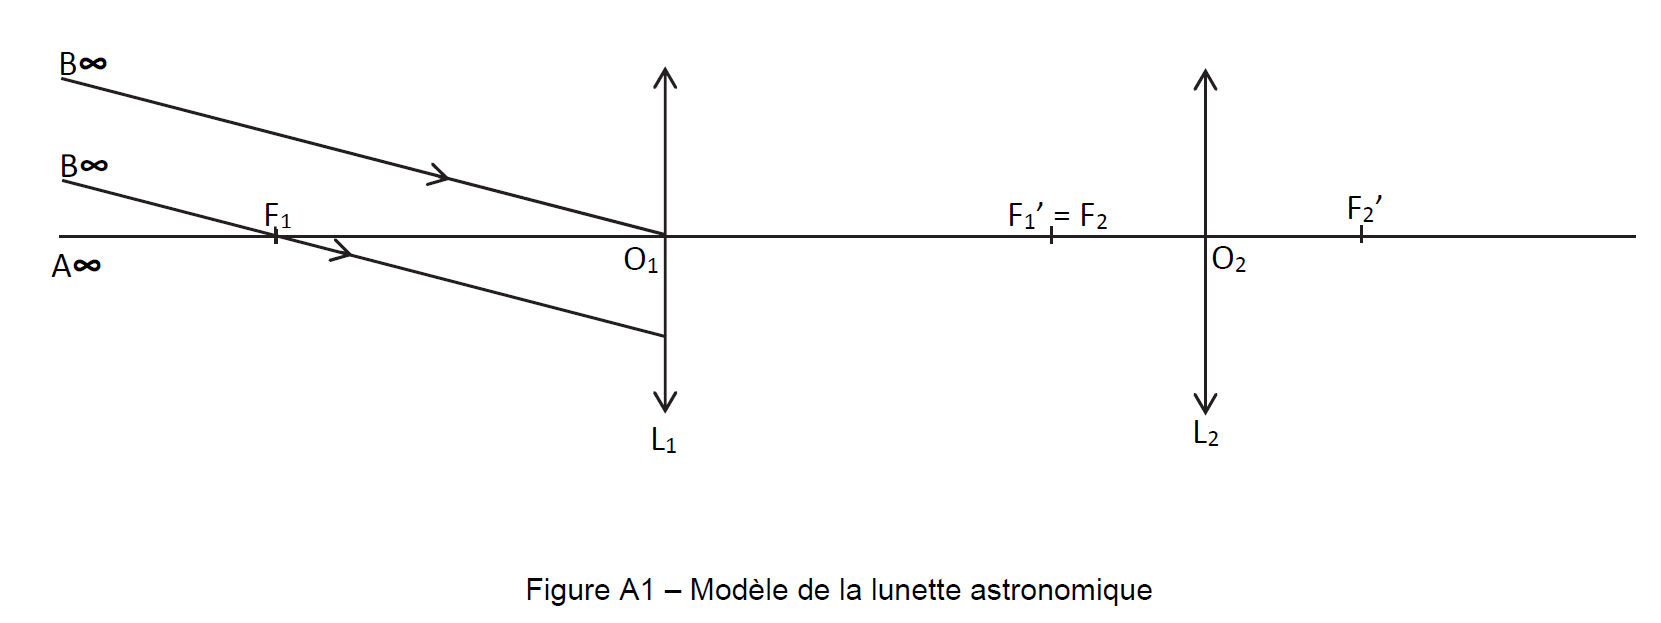 B∞
B∞
F₁
F₁’ = F₂
F₂’
A∞
O₁
O₂
L₁
L₂
Figure A1 – Modèle de la lunette astronomique